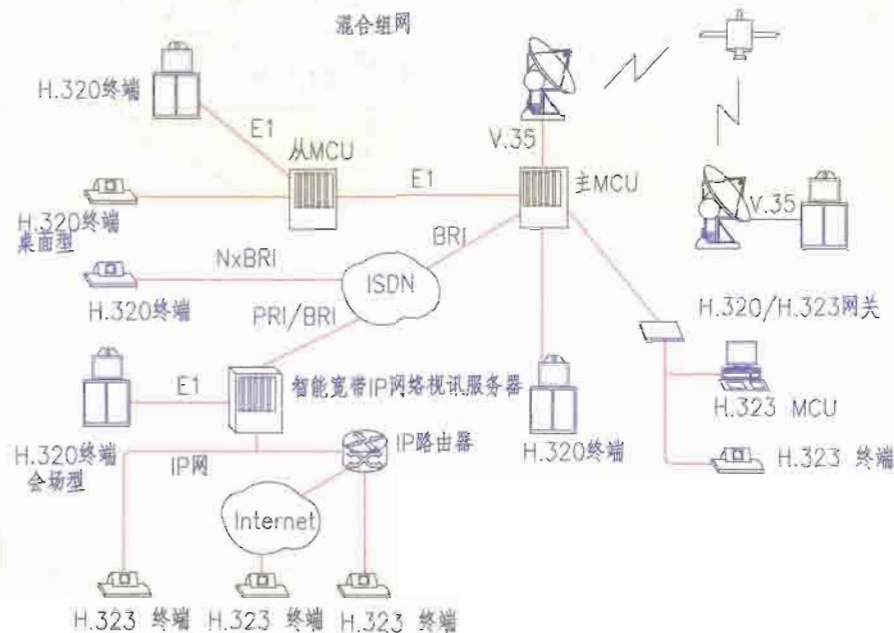 混合组网
H.320终端
E1
从MCU
V.35
E1
主MCU
V.35
H.320终端
桌面型
BRI
NxBRI
ISDN
H.320终端
PRI/BRI
H.320/H.323网关
E1
智能宽带IP网络视讯服务器
H.323 MCU
H.320终端
会场型
IP网
IP路由器
H.320终端
H.323 终端
Internet
H.323 终端
H.323 终端
H.323 终端